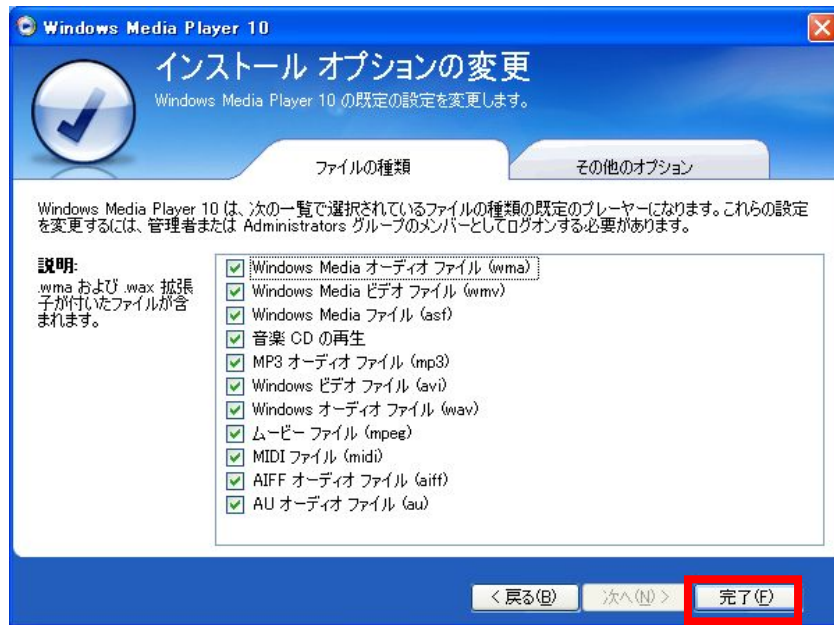 Windows Media Player 10
インストール オプションの変更
Windows Media Player 10 の既定の設定を変更します。
ファイルの種類
その他のオプション
Windows Media Player 10 は、次の一覧で選択されているファイルの種類の既定のプレーヤーになります。これらの設定
を変更するには、管理者または Administrators グループのメンバーとしてログオンする必要があります。
説明:
.wma および .wax 拡張
子が付いたファイルが含
まれます。
Windows Media オーディオ ファイル (wma)
Windows Media ビデオ ファイル (wmv)
Windows Media ファイル (asf)
音楽 CD の再生
MP3 オーディオ ファイル (mp3)
Windows ビデオ ファイル (avi)
Windows オーディオ ファイル (wav)
ムービー ファイル (mpeg)
MIDI ファイル (midi)
AIFF オーディオ ファイル (aiff)
AU オーディオ ファイル (au)
< 戻る(B)
次へ(N) >
完了(F)